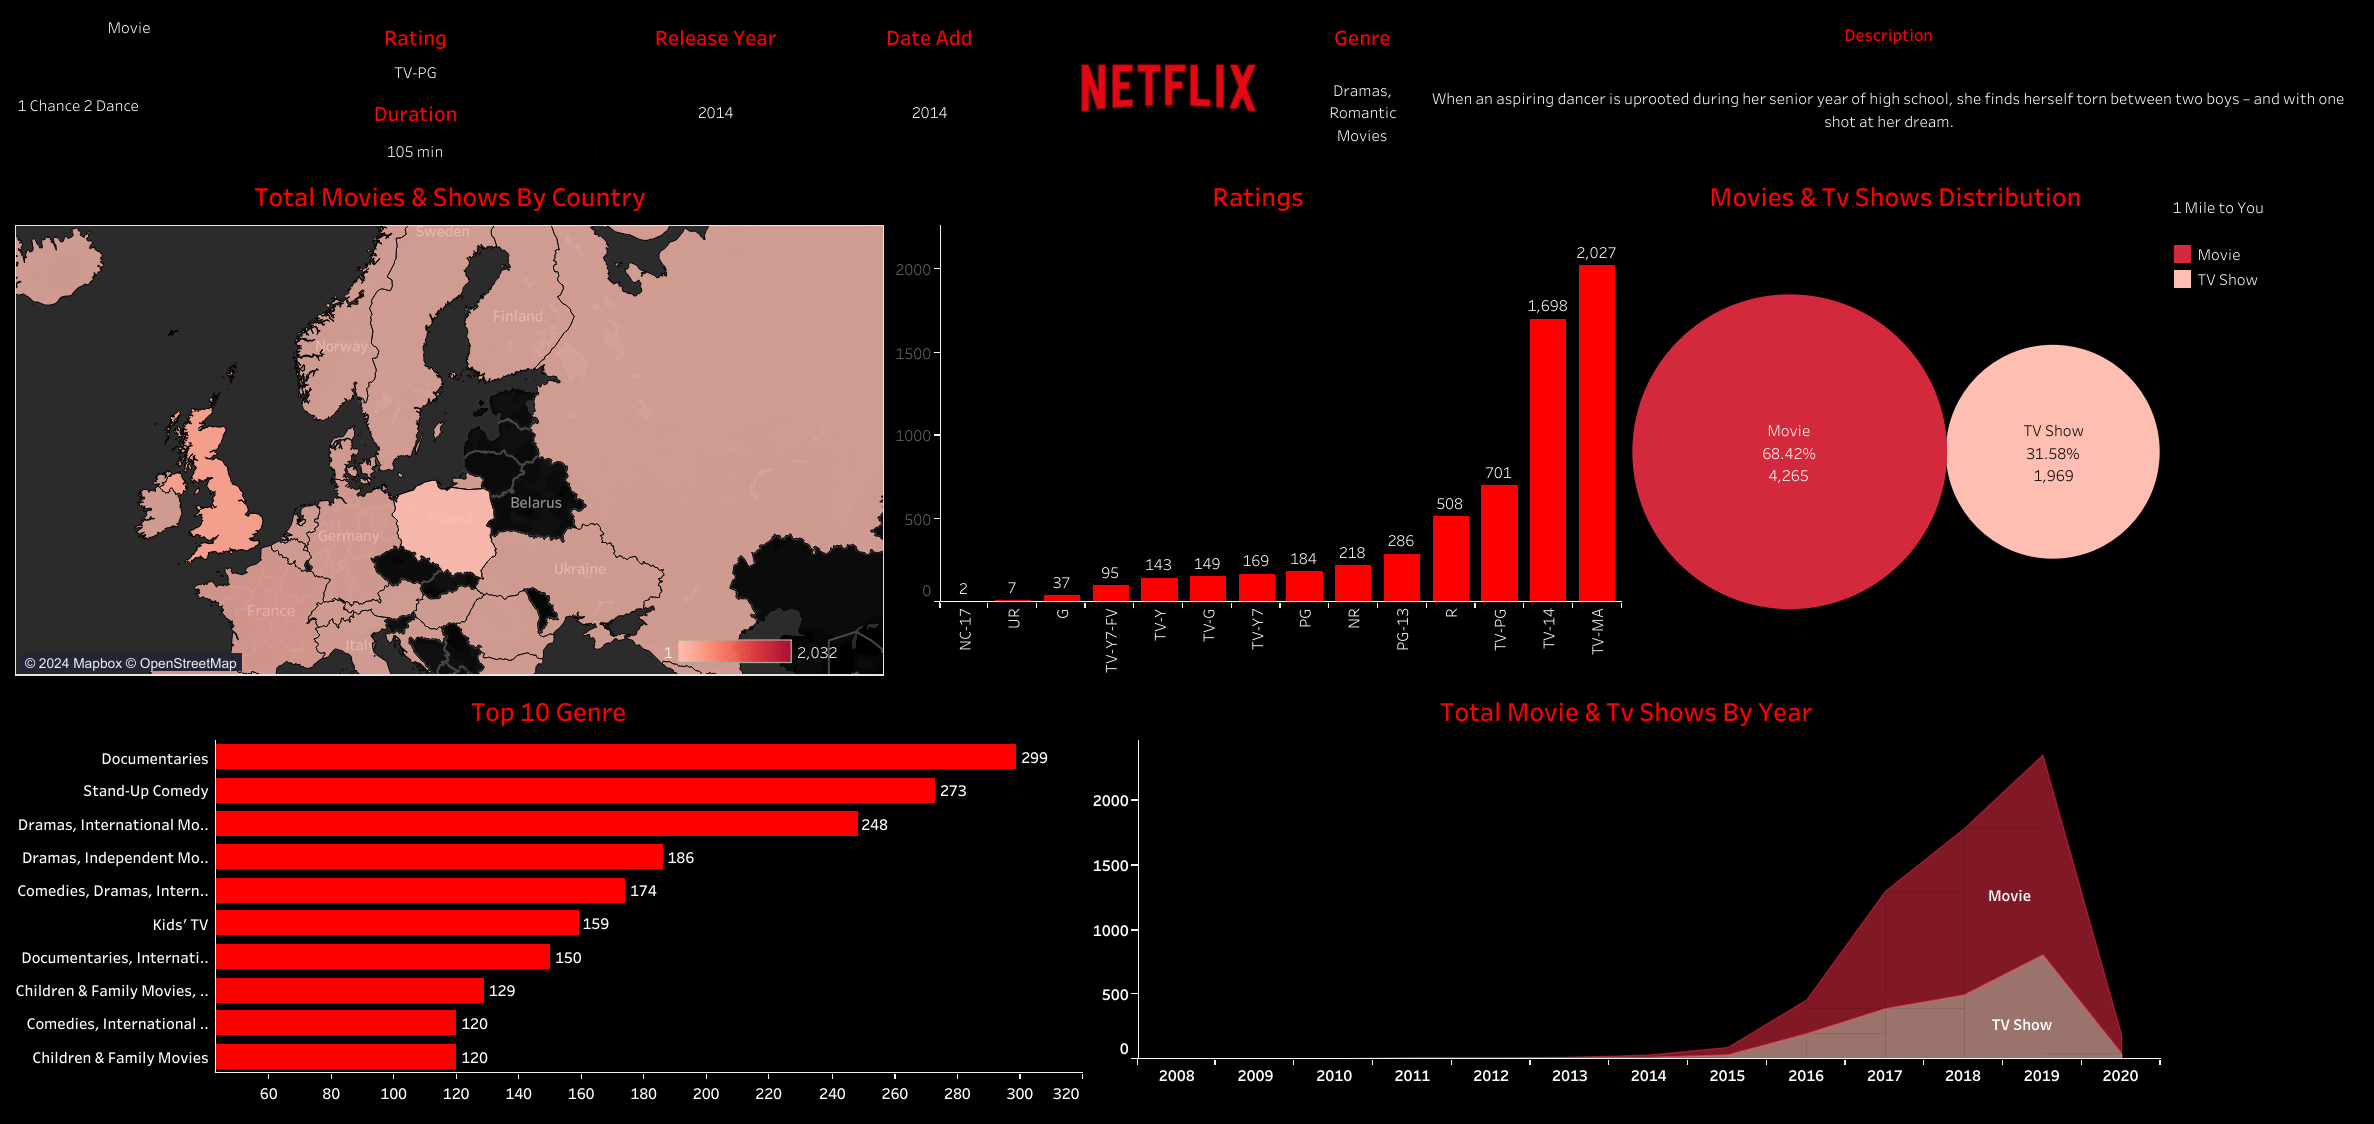 Movie
1 Chance 2 Dance
Rating
TV-PG
Duration
105 min
Release Year
2014
Date Add
2014
NETFLIX
Genre
Dramas,
Romantic
Movies
Description
When an aspiring dancer is uprooted during her senior year of high school, she finds herself torn between two boys – and with one
shot at her dream.
Total Movies & Shows By Country
Sweden
Finland
Norway
Belarus
Poland
Germany
Ukraine
France
Italy
1
2,032
© 2024 Mapbox © OpenStreetMap
Ratings
2000
1500
1000
500
0
2
7
37
95
143
149
169
184
218
286
508
701
1,698
2,027
NC-17
UR
G
TV-Y7-FV
TV-Y
TV-G
TV-Y7
PG
NR
PG-13
R
TV-PG
TV-14
TV-MA
Movies & Tv Shows Distribution
Movie
68.42%
4,265
TV Show
31.58%
1,969
1 Mile to You
Movie
TV Show
Top 10 Genre
Documentaries 299
Stand-Up Comedy 273
Dramas, International Mo.. 248
Dramas, Independent Mo.. 186
Comedies, Dramas, Intern.. 174
Kids' TV 159
Documentaries, Internati.. 150
Children & Family Movies, .. 129
Comedies, International .. 120
Children & Family Movies 120
60 80 100 120 140 160 180 200 220 240 260 280 300 320
Total Movie & Tv Shows By Year
2000
1500
1000
500
0
Movie
TV Show
2008 2009 2010 2011 2012 2013 2014 2015 2016 2017 2018 2019 2020